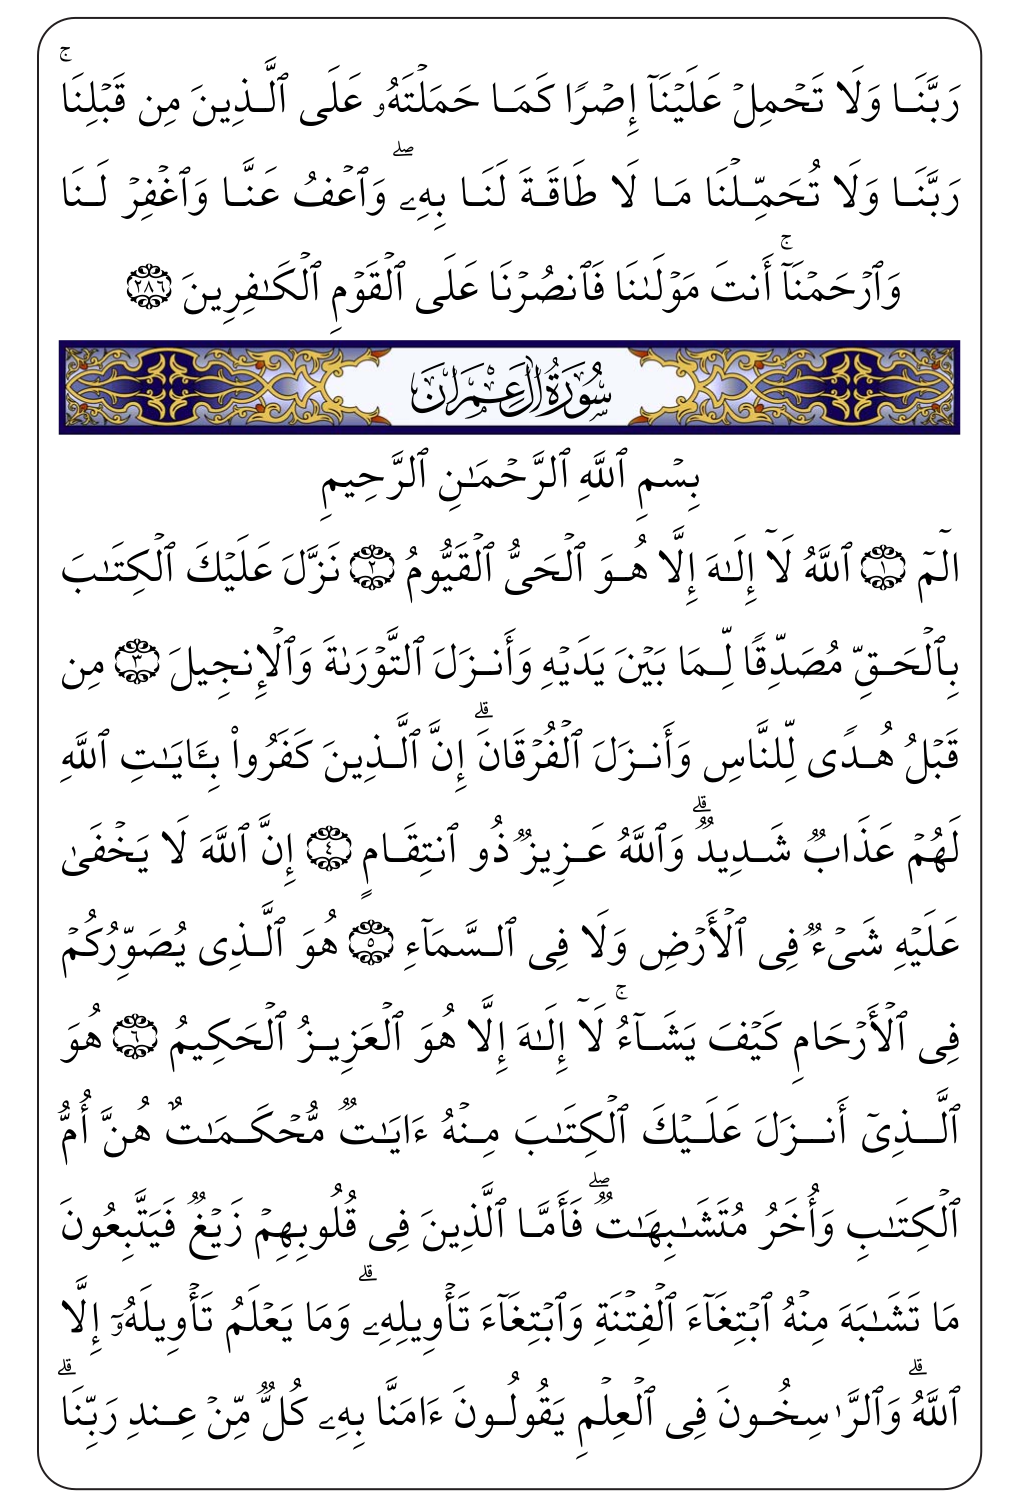 رَبَّنَا وَلَا تَحْمِلْ عَلَيْنَآ إِصْرًا كَمَا حَمَلْتَهُۥ عَلَى ٱلَّذِينَ مِن قَبْلِنَا ۚ
رَبَّنَا وَلَا تُحَمِّلْنَا مَا لَا طَاقَةَ لَنَا بِهِۦ ۖ وَٱعْفُ عَنَّا وَٱغْفِرْ لَنَا
وَٱرْحَمْنَآ ۚ أَنتَ مَوْلَىٰنَا فَٱنصُرْنَا عَلَى ٱلْقَوْمِ ٱلْكَـٰفِرِينَ ٢٨٦
سُورَةُ آلِ عِمْرَانَ
بِسْمِ ٱللَّهِ ٱلرَّحْمَـٰنِ ٱلرَّحِيمِ
الٓمٓ ١ ٱللَّهُ لَآ إِلَـٰهَ إِلَّا هُوَ ٱلْحَىُّ ٱلْقَيُّومُ ٢ نَزَّلَ عَلَيْكَ ٱلْكِتَـٰبَ
بِٱلْحَقِّ مُصَدِّقًا لِّمَا بَيْنَ يَدَيْهِ وَأَنزَلَ ٱلتَّوْرَىٰةَ وَٱلْإِنجِيلَ ٣ مِن
قَبْلُ هُدًى لِّلنَّاسِ وَأَنزَلَ ٱلْفُرْقَانَ ۗ إِنَّ ٱلَّذِينَ كَفَرُوا۟ بِـَٔايَـٰتِ ٱللَّهِ
لَهُمْ عَذَابٌ شَدِيدٌ ۗ وَٱللَّهُ عَزِيزٌ ذُو ٱنتِقَامٍ ٤ إِنَّ ٱللَّهَ لَا يَخْفَىٰ
عَلَيْهِ شَىْءٌ فِى ٱلْأَرْضِ وَلَا فِى ٱلسَّمَآءِ ٥ هُوَ ٱلَّذِى يُصَوِّرُكُمْ
فِى ٱلْأَرْحَامِ كَيْفَ يَشَآءُ ۚ لَآ إِلَـٰهَ إِلَّا هُوَ ٱلْعَزِيزُ ٱلْحَكِيمُ ٦ هُوَ
ٱلَّذِىٓ أَنزَلَ عَلَيْكَ ٱلْكِتَـٰبَ مِنْهُ ءَايَـٰتٌ مُّحْكَمَـٰتٌ هُنَّ أُمُّ
ٱلْكِتَـٰبِ وَأُخَرُ مُتَشَـٰبِهَـٰتٌ ۖ فَأَمَّا ٱلَّذِينَ فِى قُلُوبِهِمْ زَيْغٌ فَيَتَّبِعُونَ
مَا تَشَـٰبَهَ مِنْهُ ٱبْتِغَآءَ ٱلْفِتْنَةِ وَٱبْتِغَآءَ تَأْوِيلِهِۦ ۗ وَمَا يَعْلَمُ تَأْوِيلَهُۥٓ إِلَّا
ٱللَّهُ ۗ وَٱلرَّٰسِخُونَ فِى ٱلْعِلْمِ يَقُولُونَ ءَامَنَّا بِهِۦ كُلٌّ مِّنْ عِندِ رَبِّنَا ۗ